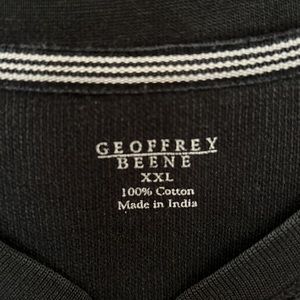 GEOFFREY
BEENE
XXL
100% Cotton
Made in India